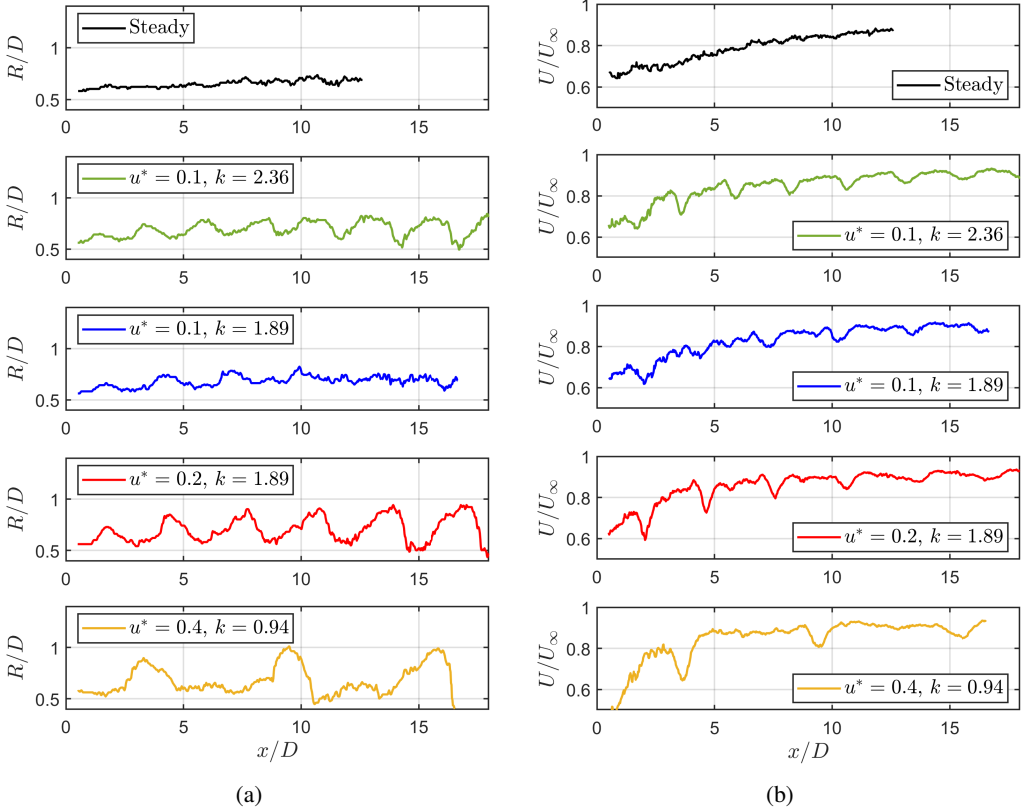 R/D
1
0.5
Steady
0 5 10 15
R/D
1
0.5
u* = 0.1, k = 2.36
0 5 10 15
R/D
1
0.5
u* = 0.1, k = 1.89
0 5 10 15
R/D
1
0.5
u* = 0.2, k = 1.89
0 5 10 15
R/D
1
0.5
u* = 0.4, k = 0.94
0 5 10 15
x/D
(a)
U/U∞
1
0.8
0.6
Steady
0 5 10 15
U/U∞
1
0.8
0.6
u* = 0.1, k = 2.36
0 5 10 15
U/U∞
1
0.8
0.6
u* = 0.1, k = 1.89
0 5 10 15
U/U∞
1
0.8
0.6
u* = 0.2, k = 1.89
0 5 10 15
U/U∞
1
0.8
0.6
u* = 0.4, k = 0.94
0 5 10 15
x/D
(b)